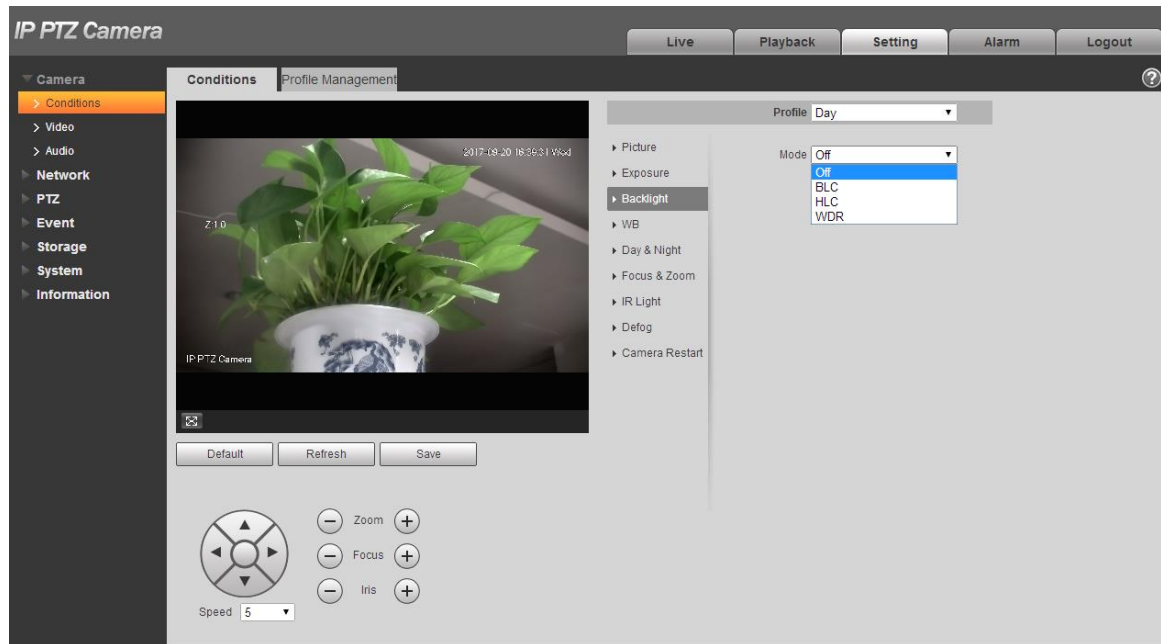 IP PTZ Camera
Live
Playback
Setting
Alarm
Logout
Camera
Conditions
Video
Audio
Network
PTZ
Event
Storage
System
Information
Conditions
Profile Management
?
2017-09-20 16:39:31 Wed
Z:1.0
IP PTZ Camera
Default
Refresh
Save
Zoom
Focus
Iris
Speed 5
Profile Day
Picture
Exposure
Backlight
WB
Day & Night
Focus & Zoom
IR Light
Defog
Camera Restart
Mode Off
Off
BLC
HLC
WDR